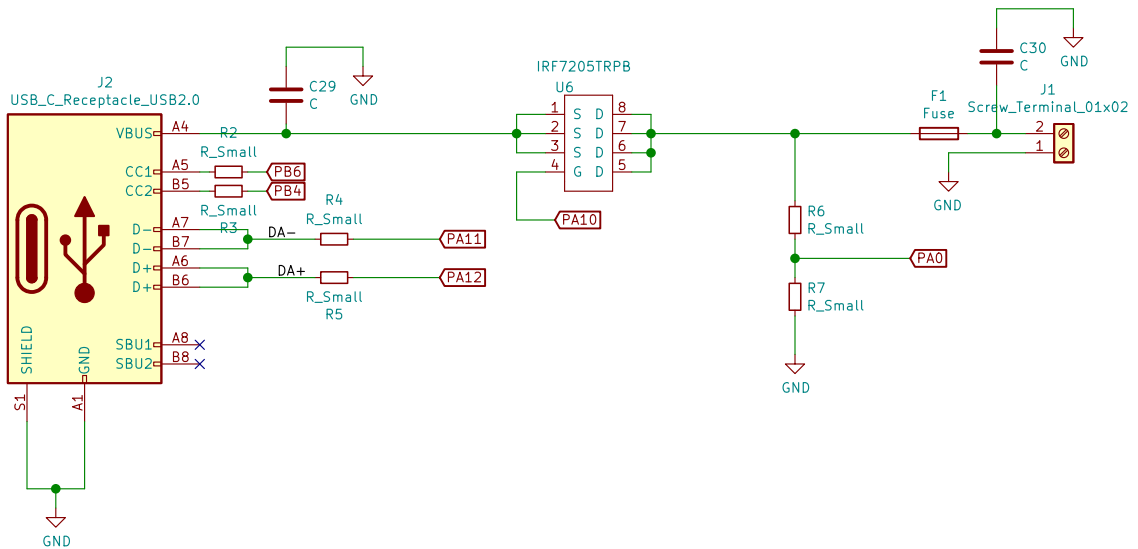 J2
USB_C_Receptacle_USB2.0
VBUS
A4
CC1
A5
CC2
B5
D-
A7
D-
B7
D+
A6
D+
B6
SBU1
A8
SBU2
B8
SHIELD
GND
S1
A1
GND
C29
C
GND
R2
R_Small
PB6
PB4
R_Small
R3
DA-
R4
R_Small
PA11
DA+
R_Small
R5
PA12
IRF7205TRPB
U6
1 S D 8
2 S D 7
3 S D 6
4 G D 5
PA10
R6
R_Small
PA0
R7
R_Small
GND
F1
Fuse
C30
C
GND
J1
Screw_Terminal_01x02
2
1
GND